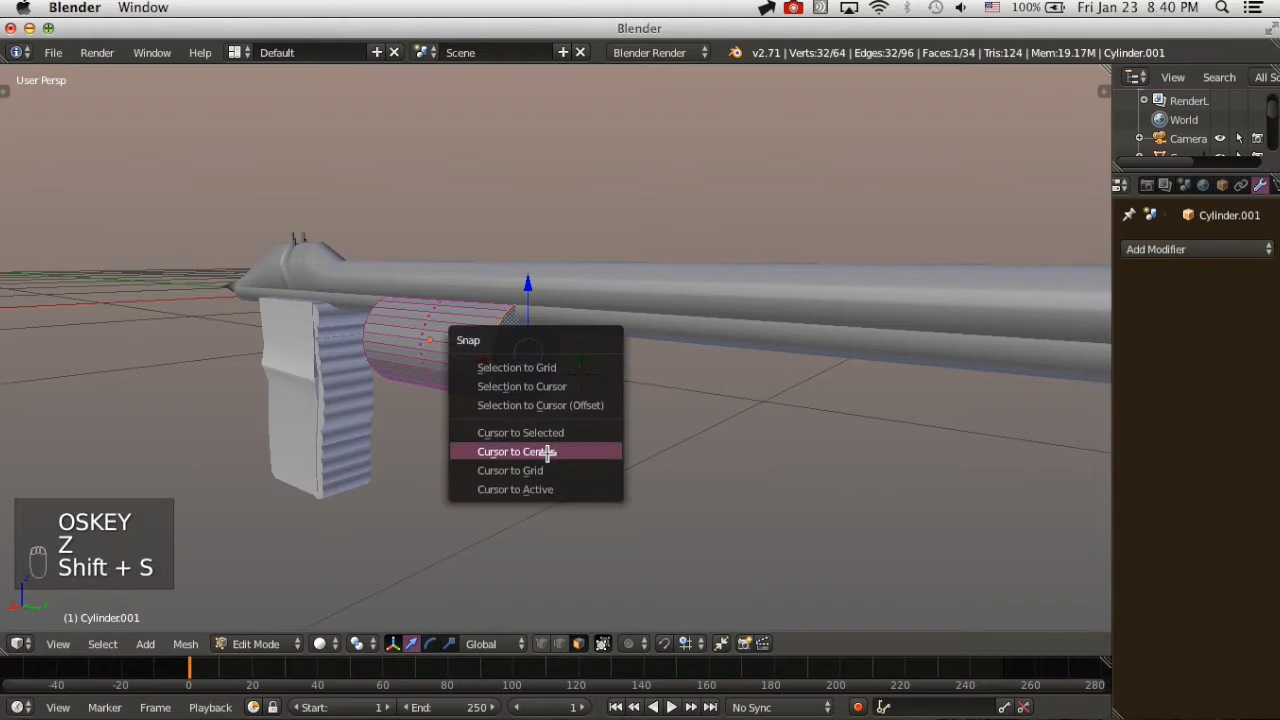 Blender Window 100% Fri Jan 23 8:40 PM
Blender
File Render Window Help Default Scene Blender Render v2.71 | Verts:32/64 | Edges:32/96 | Faces:1/34 | Tris:124 | Mem:19.17M | Cylinder.001
User Persp
View Search All Sc
RenderL
World
Camera
Cylinder.001
Add Modifier
Snap
Selection to Grid
Selection to Cursor
Selection to Cursor (Offset)
Cursor to Selected
Cursor to Center
Cursor to Grid
Cursor to Active
OSKEY
Z
Shift + S
(1) Cylinder.001
View Select Add Mesh Edit Mode Global
-40 -20 0 20 40 60 80 100 120 140 160 180 200 220 240 260 280
View Marker Frame Playback Start: 1 End: 250 1 No Sync